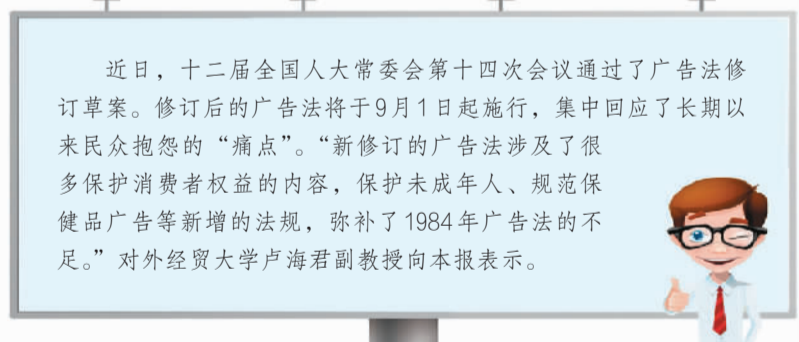 近日，十二届全国人大常委会第十四次会议通过了广告法修
订草案。修订后的广告法将于9月1日起施行，集中回应了长期以
来民众抱怨的“痛点”。“新修订的广告法涉及了很
多保护消费者权益的内容，保护未成年人、规范保
健品广告等新增的法规，弥补了1984年广告法的不
足。”对外经贸大学卢海君副教授向本报表示。